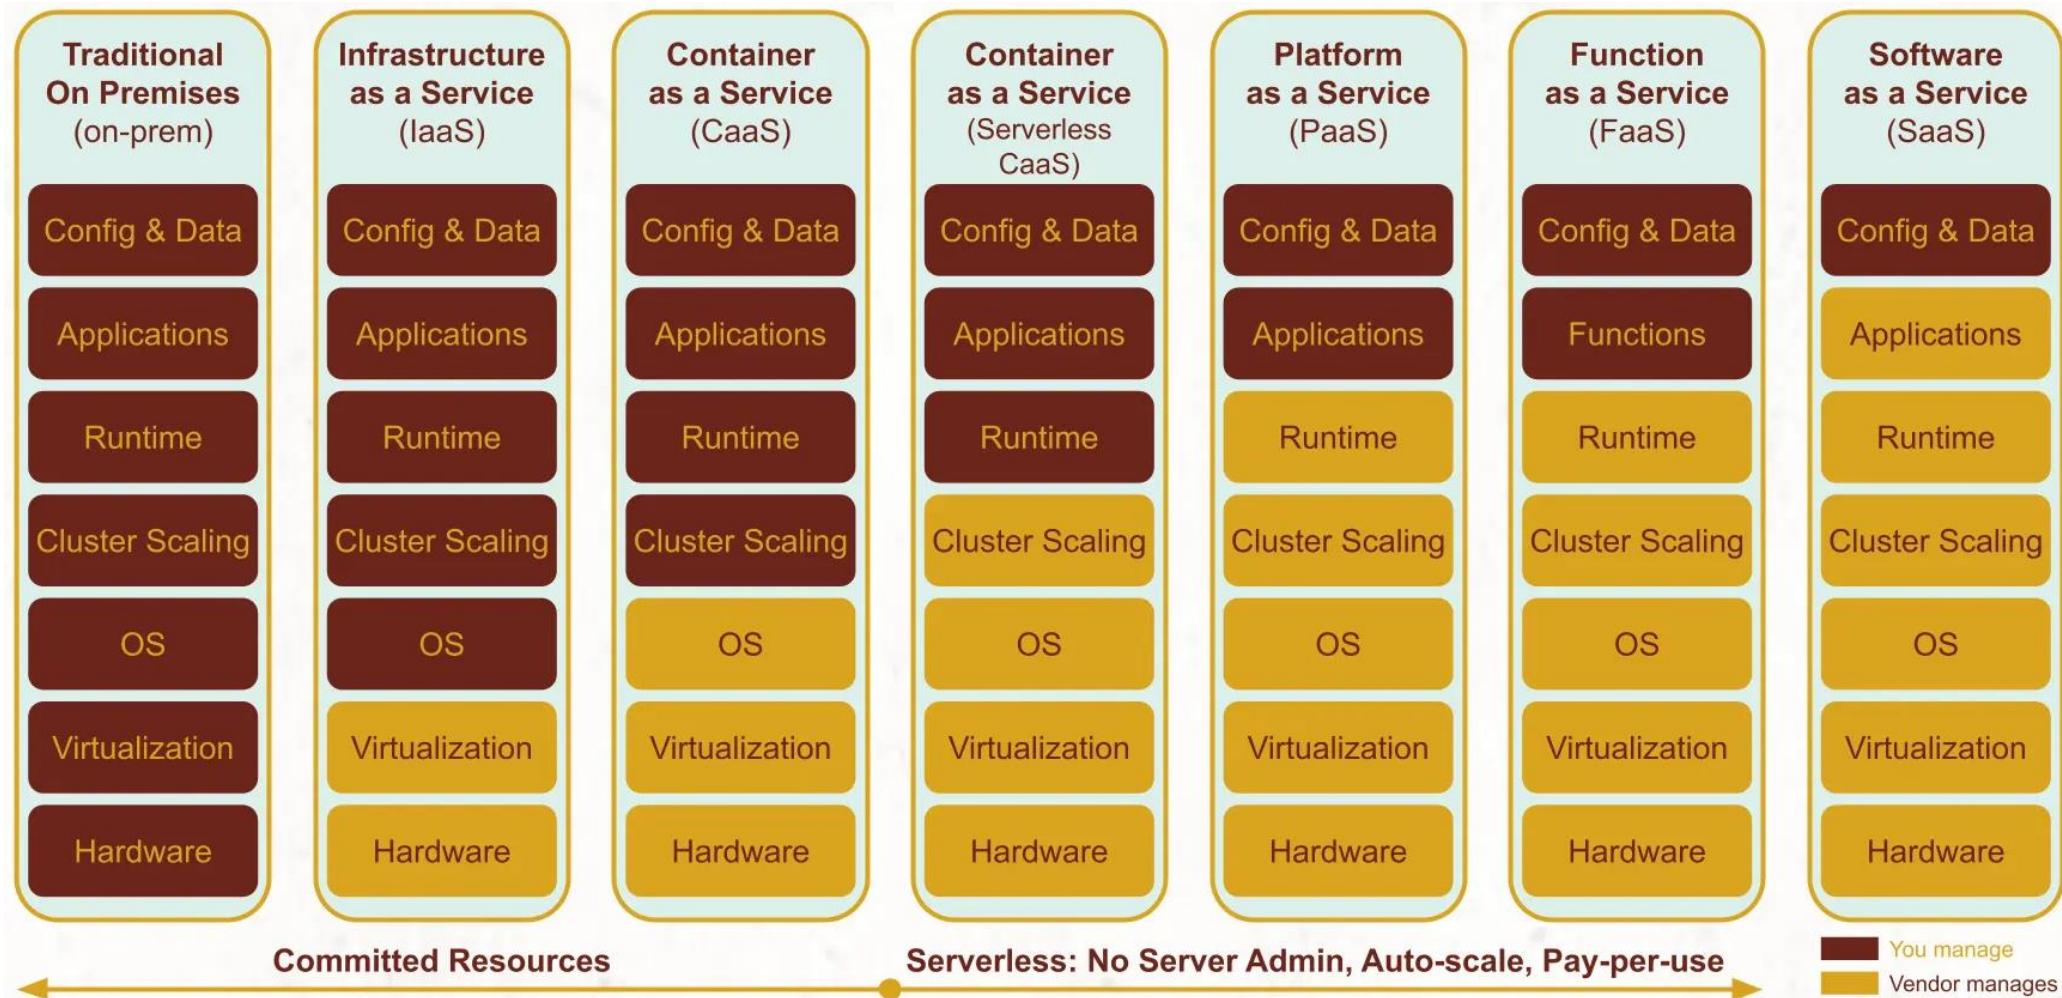 Traditional
On Premises
(on-prem)
Config & Data
Applications
Runtime
Cluster Scaling
OS
Virtualization
Hardware
Infrastructure
as a Service
(IaaS)
Config & Data
Applications
Runtime
Cluster Scaling
OS
Virtualization
Hardware
Container
as a Service
(CaaS)
Config & Data
Applications
Runtime
Cluster Scaling
OS
Virtualization
Hardware
Container
as a Service
(Serverless
CaaS)
Config & Data
Applications
Runtime
Cluster Scaling
OS
Virtualization
Hardware
Platform
as a Service
(PaaS)
Config & Data
Applications
Runtime
Cluster Scaling
OS
Virtualization
Hardware
Function
as a Service
(FaaS)
Config & Data
Functions
Runtime
Cluster Scaling
OS
Virtualization
Hardware
Software
as a Service
(SaaS)
Config & Data
Applications
Runtime
Cluster Scaling
OS
Virtualization
Hardware
Committed Resources
Serverless: No Server Admin, Auto-scale, Pay-per-use
You manage
Vendor manages